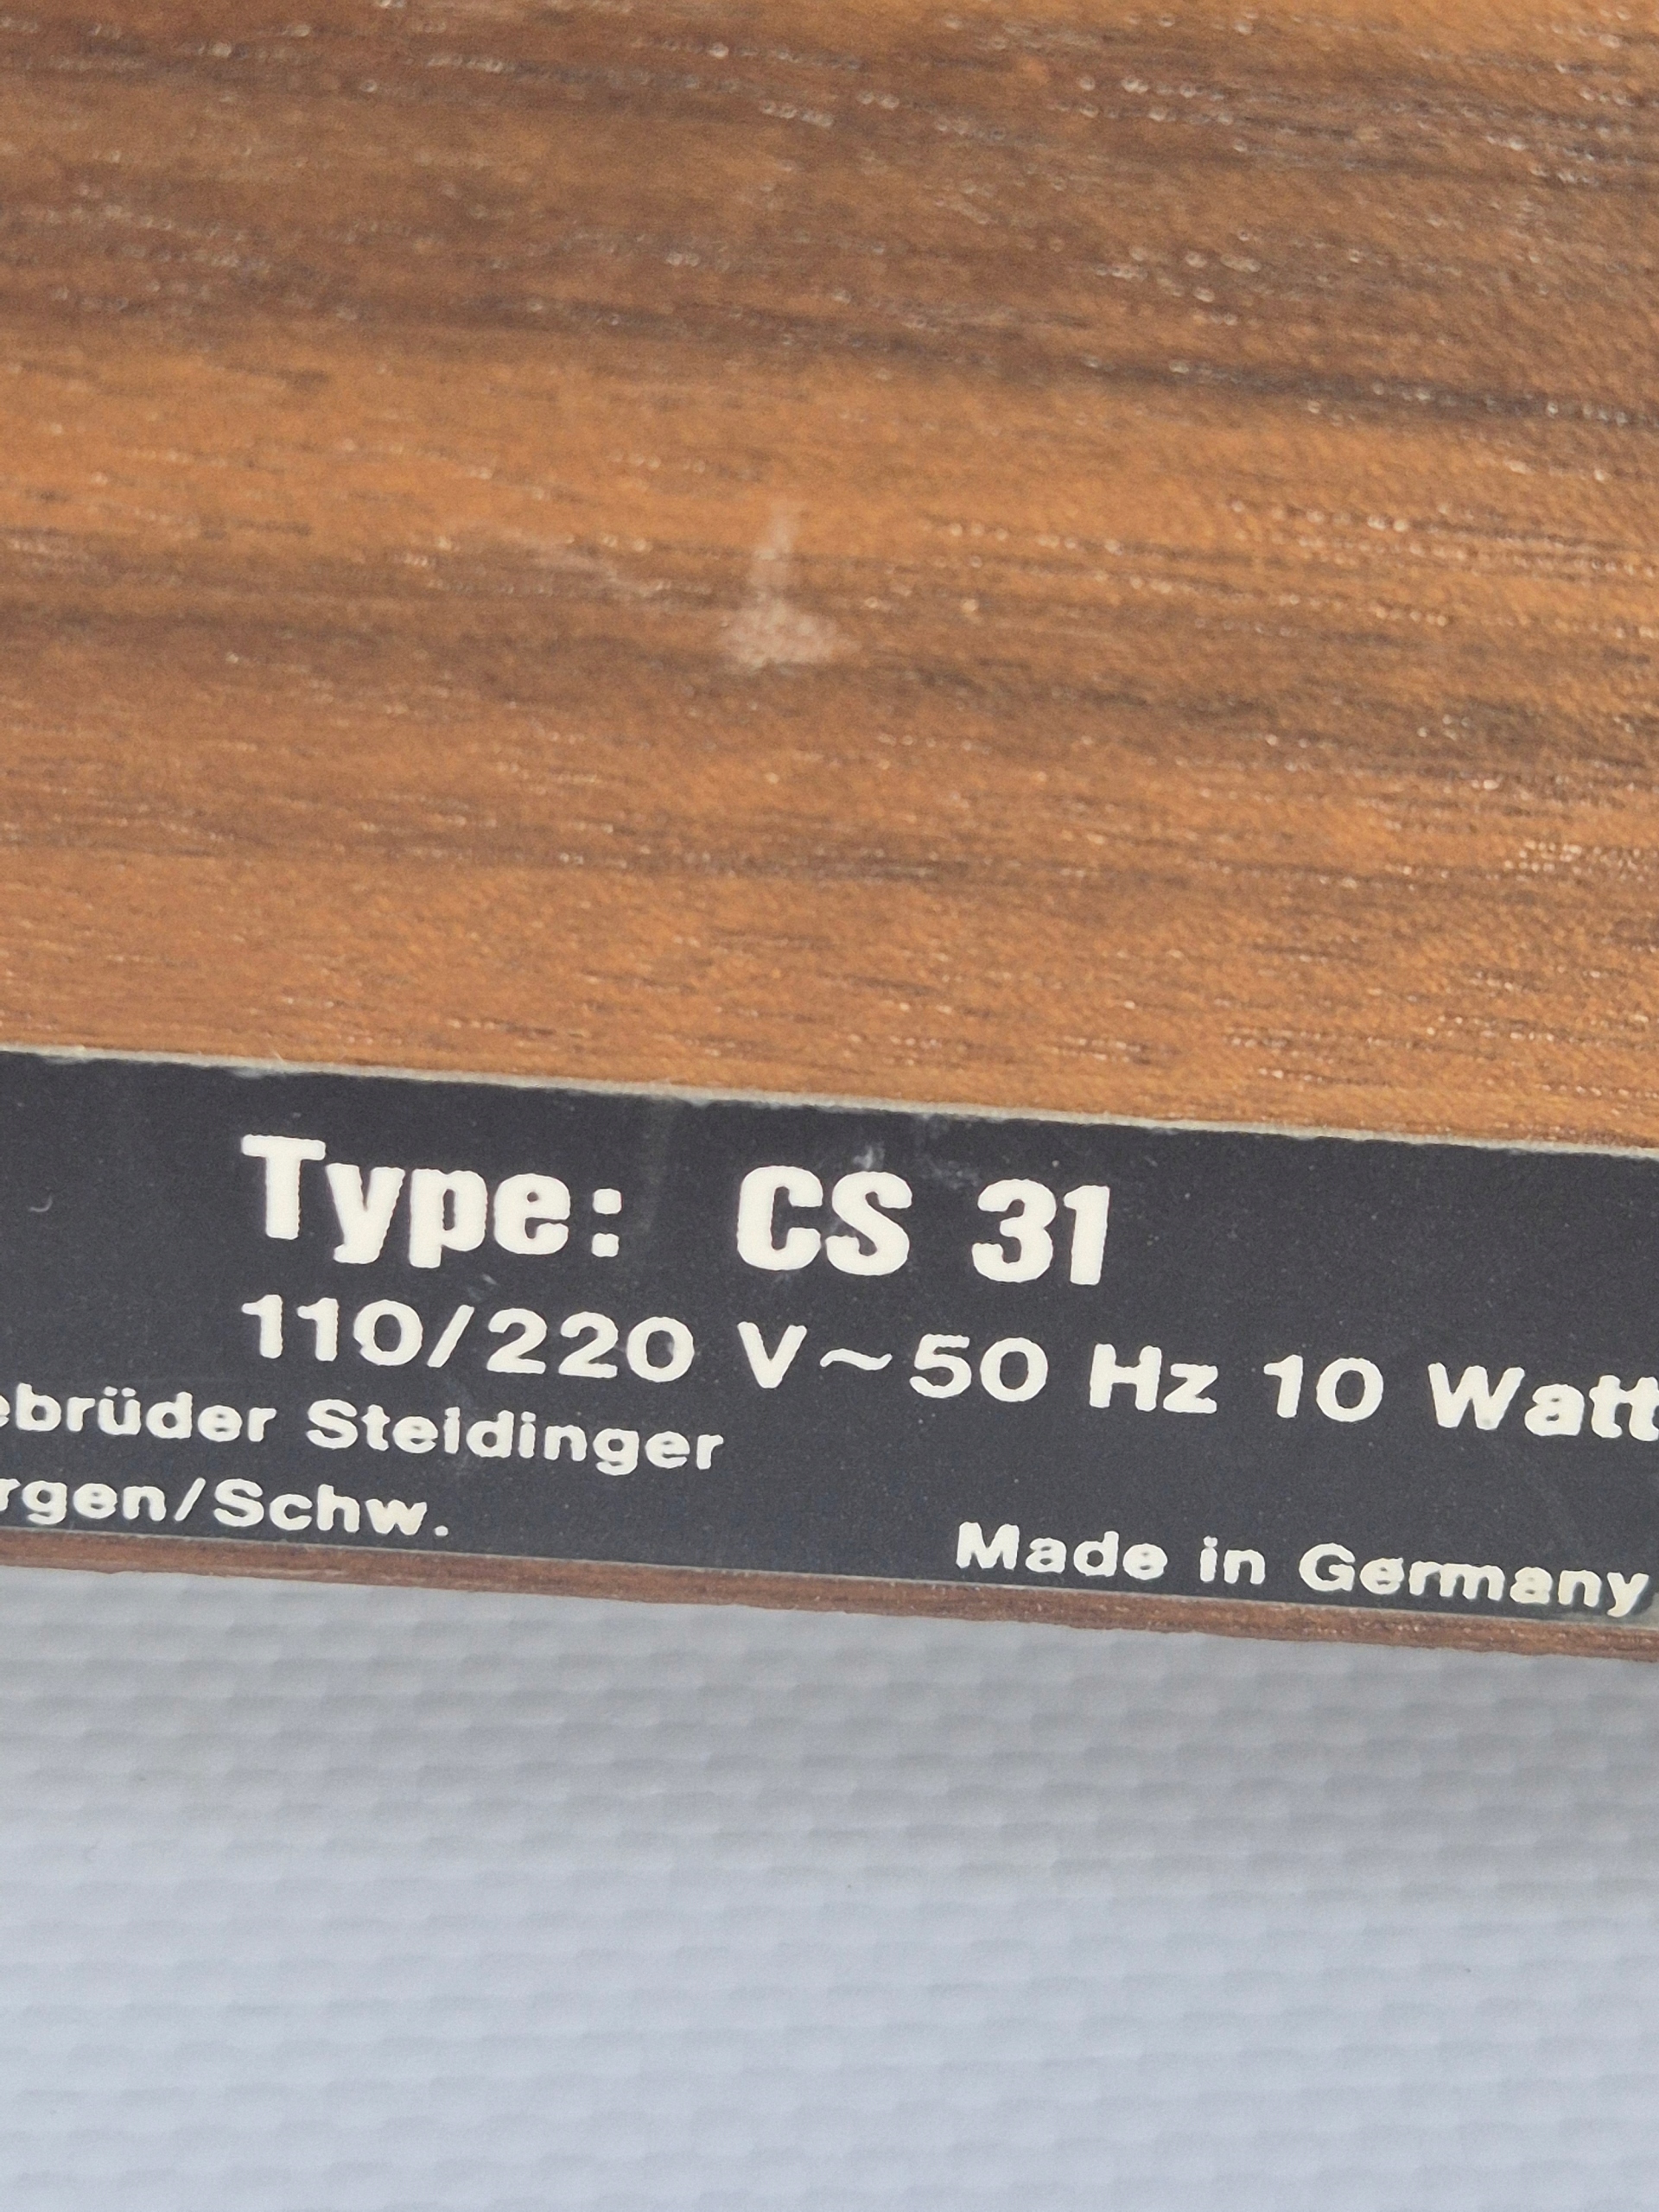 Type: CS 31
110/220 V~50 Hz 10 Watt
ebrüder Steidinger
rgen/Schw.
Made in Germany